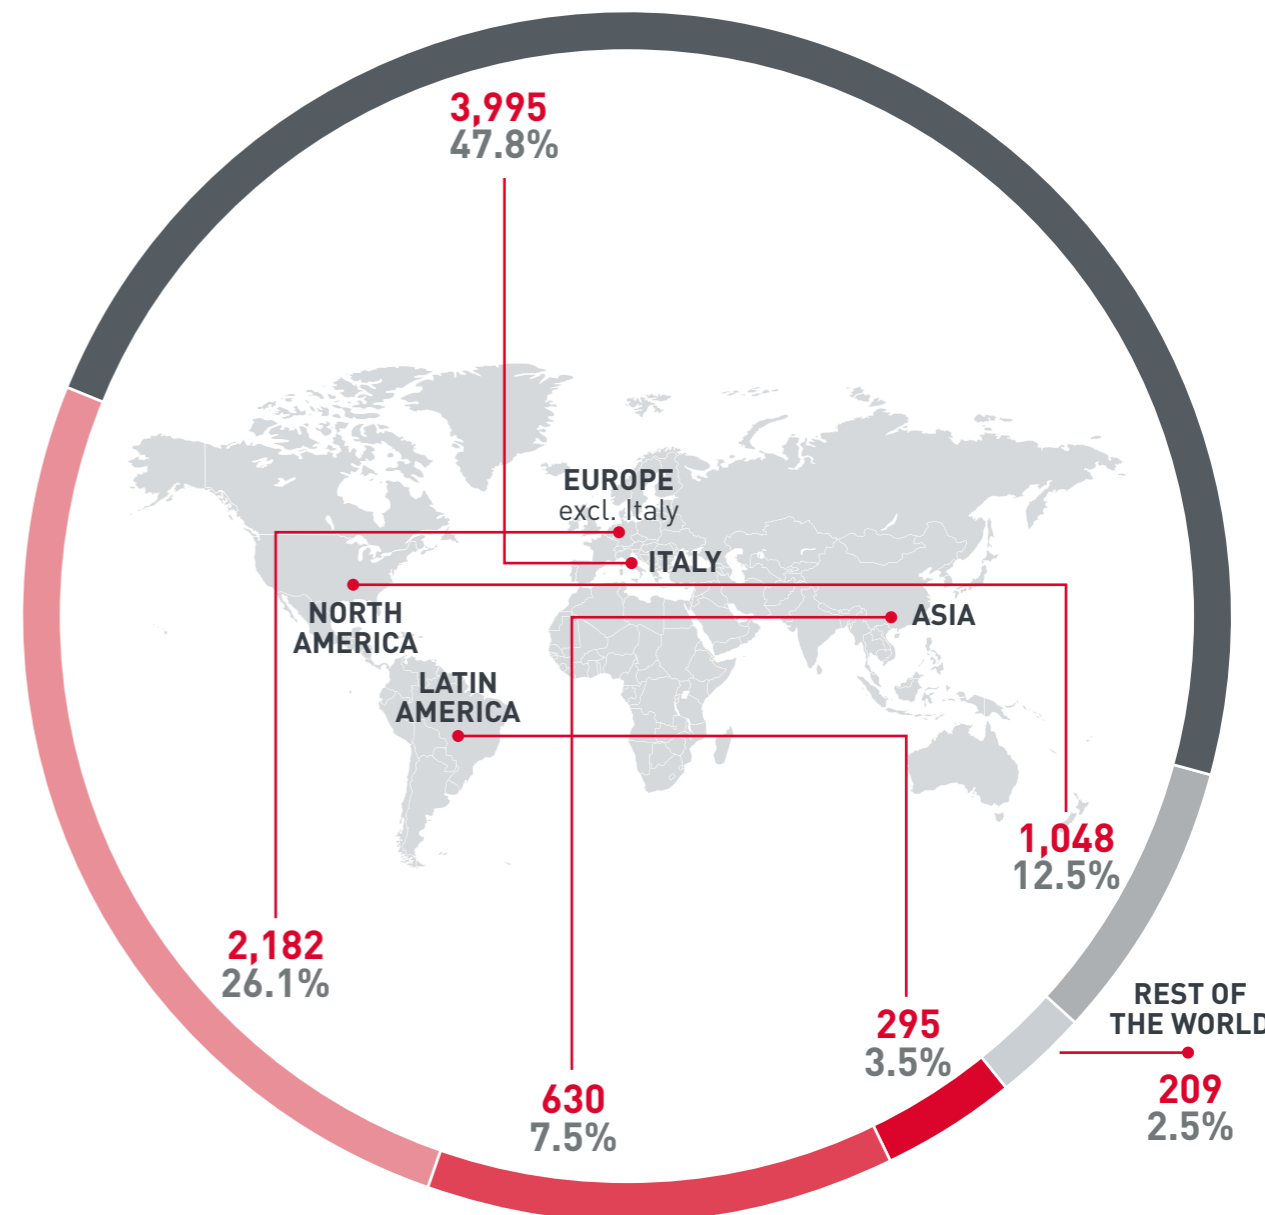 3,995
47.8%
EUROPE
excl. Italy
ITALY
NORTH
AMERICA
ASIA
LATIN
AMERICA
1,048
12.5%
2,182
26.1%
REST OF
THE WORLD
295
3.5%
209
2.5%
630
7.5%